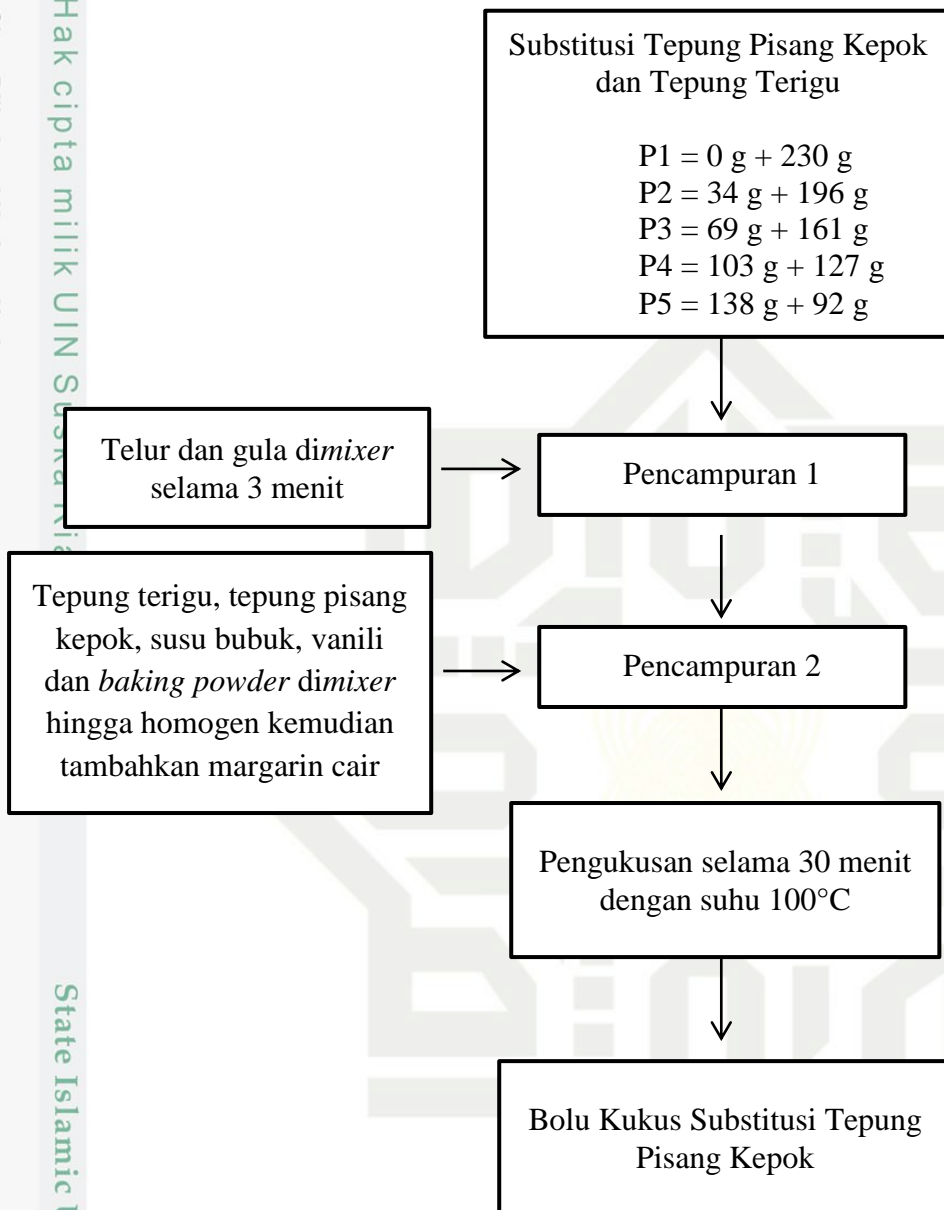 Hak cipta milik UIN Suska Ria
State Islamic
Substitusi Tepung Pisang Kepok
dan Tepung Terigu
P1 = 0 g + 230 g
P2 = 34 g + 196 g
P3 = 69 g + 161 g
P4 = 103 g + 127 g
P5 = 138 g + 92 g
Telur dan gula dimixer
selama 3 menit
Pencampuran 1
Tepung terigu, tepung pisang
kepok, susu bubuk, vanili
dan baking powder dimixer
hingga homogen kemudian
tambahkan margarin cair
Pencampuran 2
Pengukusan selama 30 menit
dengan suhu 100°C
Bolu Kukus Substitusi Tepung
Pisang Kepok